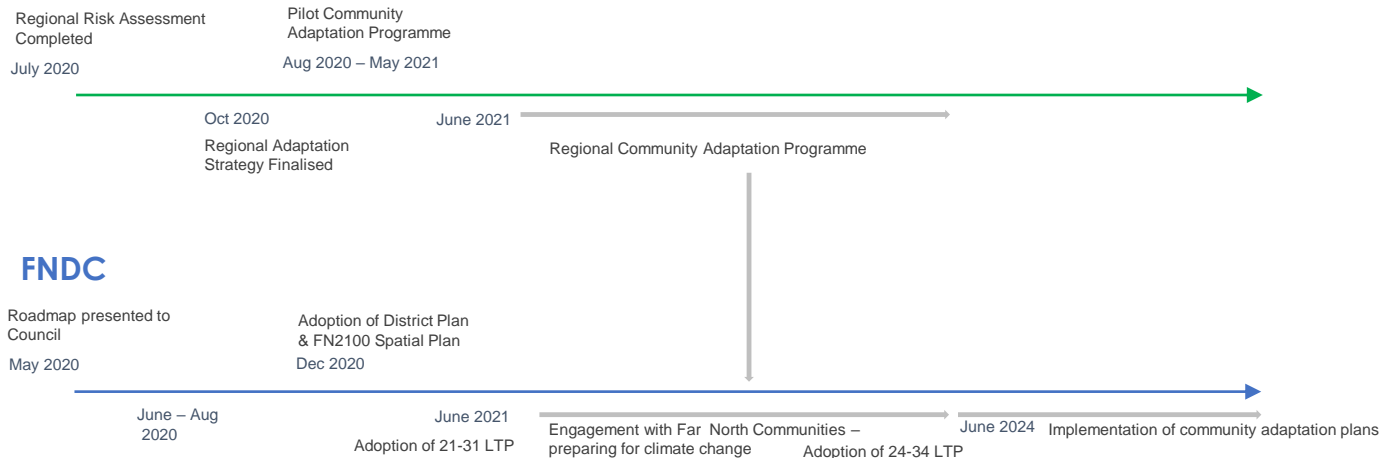 Regional Risk Assessment
Completed
July 2020
Pilot Community
Adaptation Programme
Aug 2020 – May 2021
Oct 2020
Regional Adaptation
Strategy Finalised
June 2021
Regional Community Adaptation Programme
FNDC
Roadmap presented to
Council
May 2020
Adoption of District Plan
& FN2100 Spatial Plan
Dec 2020
June – Aug
2020
June 2021
Adoption of 21-31 LTP
Engagement with Far North Communities –
preparing for climate change
Adoption of 24-34 LTP
June 2024
Implementation of community adaptation plans